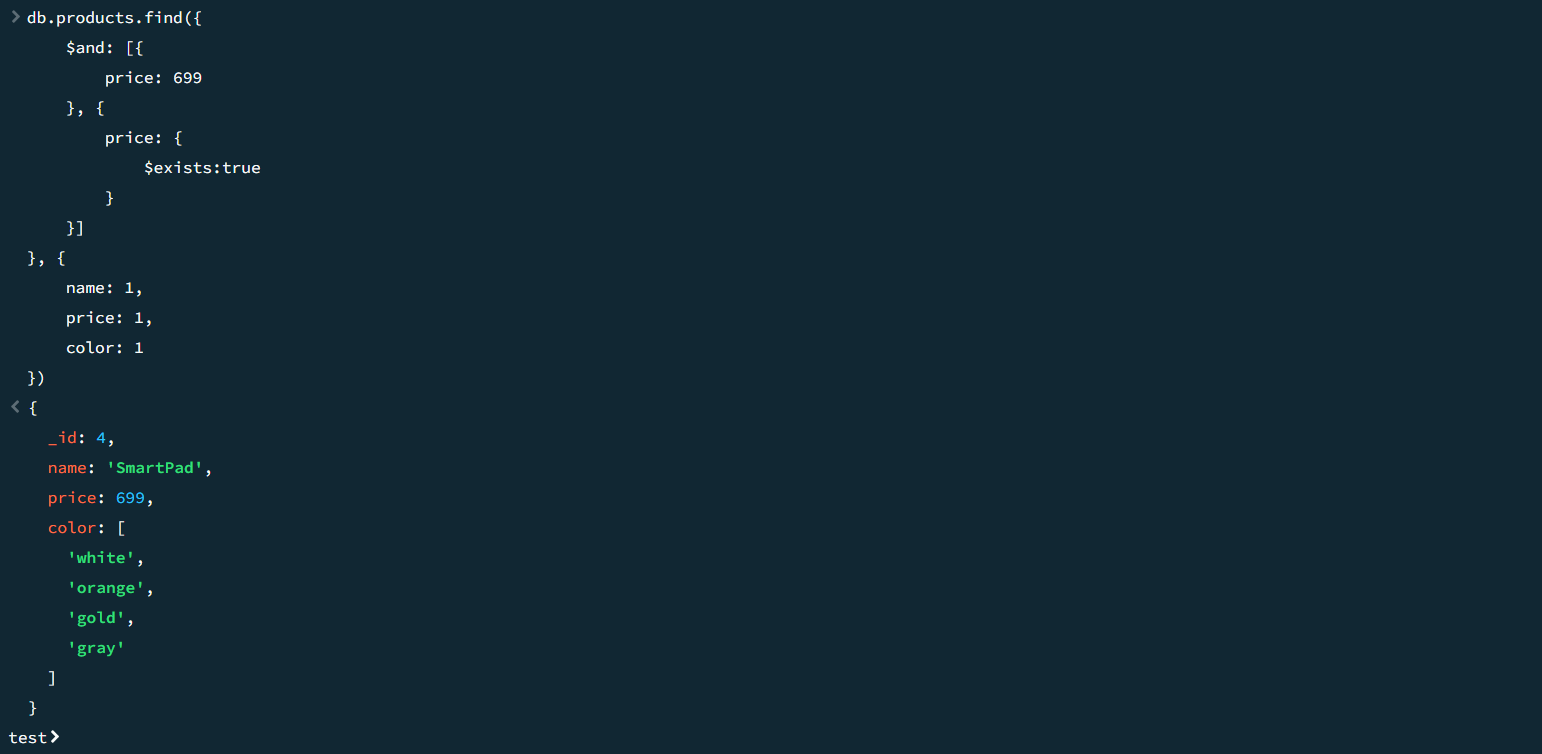 > db.products.find({
$and: [{
price: 699
}, {
price: {
$exists:true
}
}]
}, {
name: 1,
price: 1,
color: 1
})
< {
_id: 4,
name: 'SmartPad',
price: 699,
color: [
'white',
'orange',
'gold',
'gray'
]
}
test>